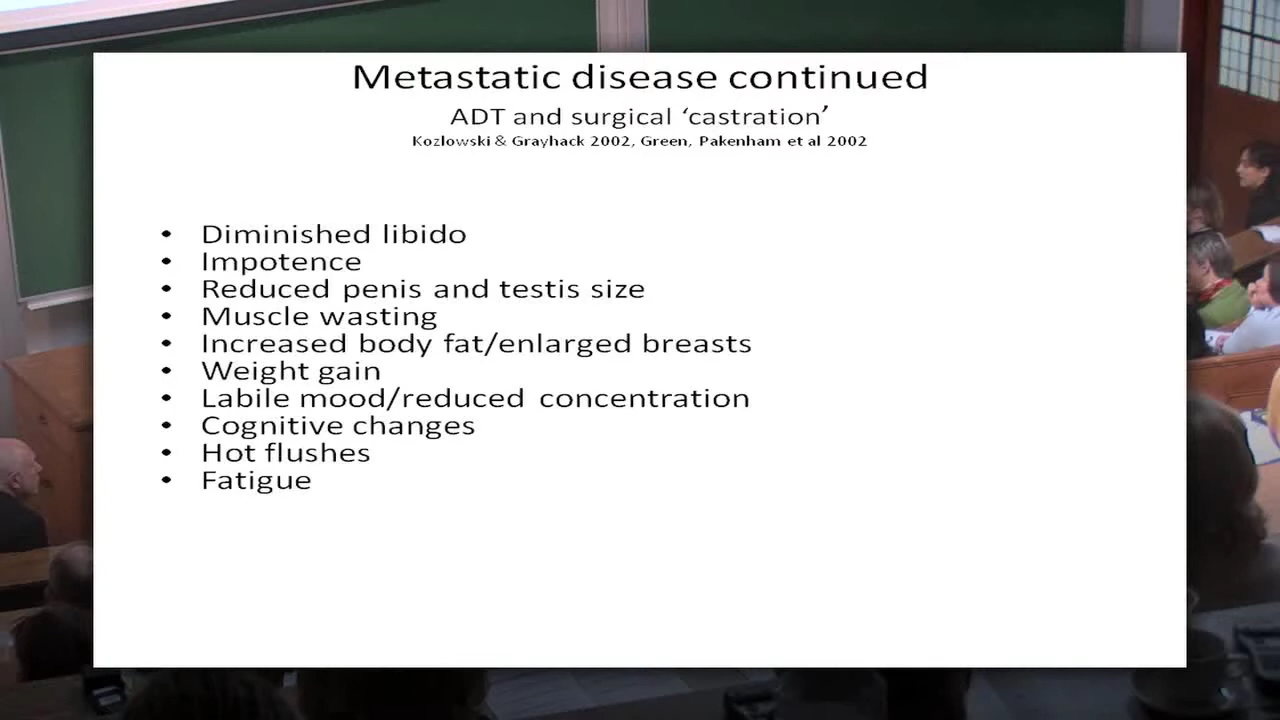 Metastatic disease continued
ADT and surgical ‘castration’
Kozlowski & Grayhack 2002, Green, Pakenham et al 2002
• Diminished libido
• Impotence
• Reduced penis and testis size
• Muscle wasting
• Increased body fat/enlarged breasts
• Weight gain
• Labile mood/reduced concentration
• Cognitive changes
• Hot flushes
• Fatigue